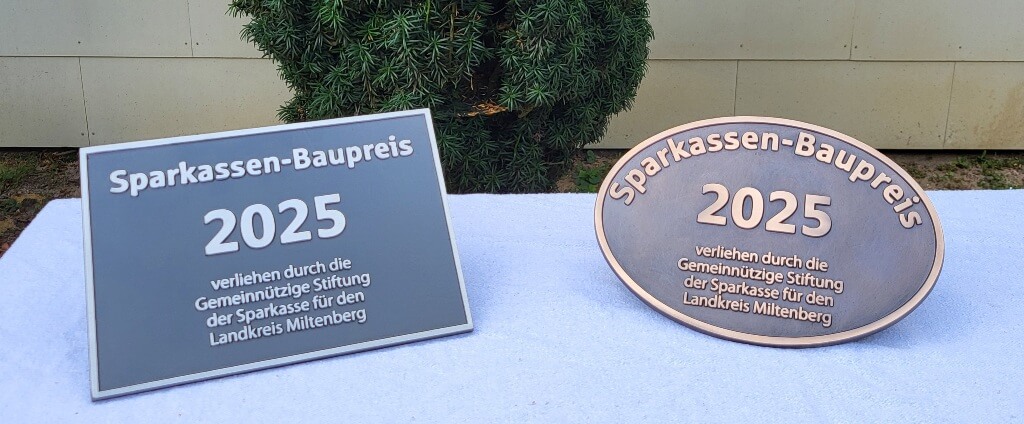 Sparkassen-Baupreis
2025
verliehen durch die
Gemeinnützige Stiftung
der Sparkasse für den
Landkreis Miltenberg
Sparkassen-Baupreis
2025
verliehen durch die
Gemeinnützige Stiftung
der Sparkasse für den
Landkreis Miltenberg